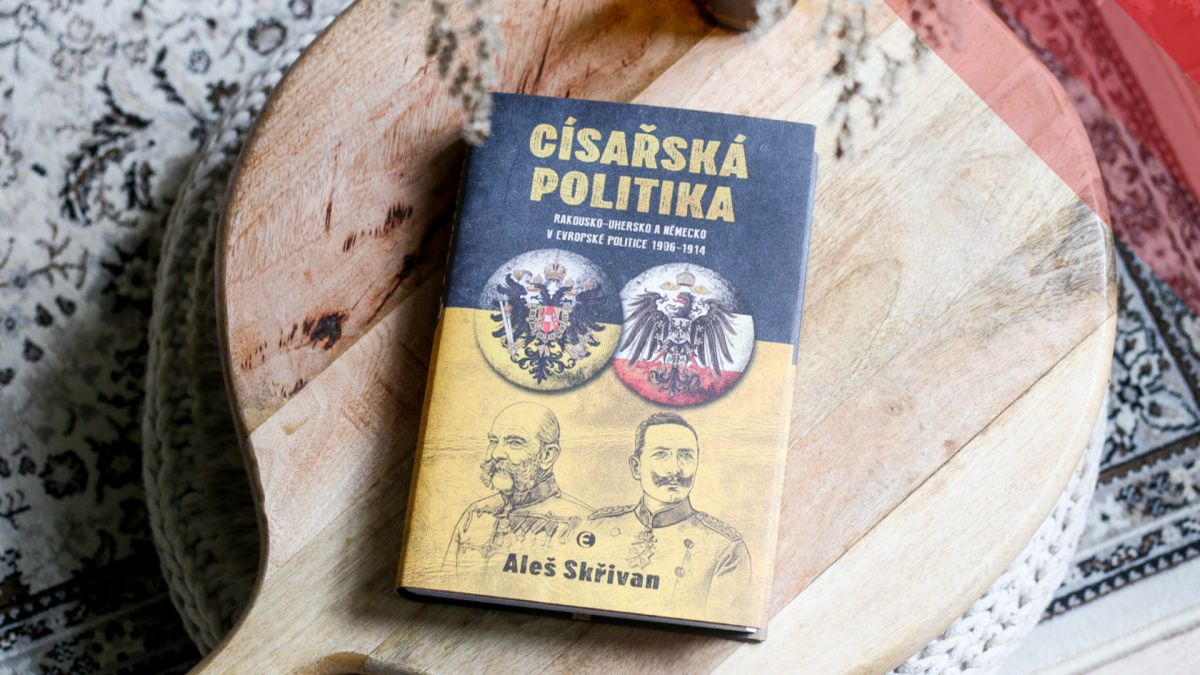 CÍSAŘSKÁ
POLITIKA
RAKOUSKO-UHERSKO A NĚMECKO
V EVROPSKÉ POLITICE 1906-1914
Є
Aleš Skřivan